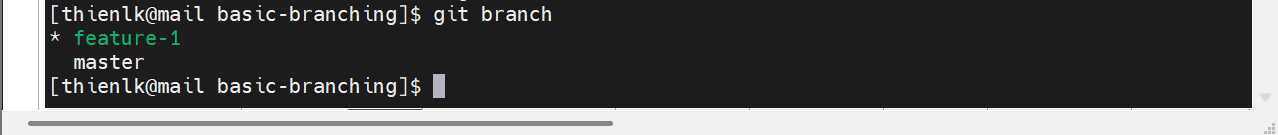 [thienlk@mail basic-branching]$ git branch
* feature-1
  master
[thienlk@mail basic-branching]$